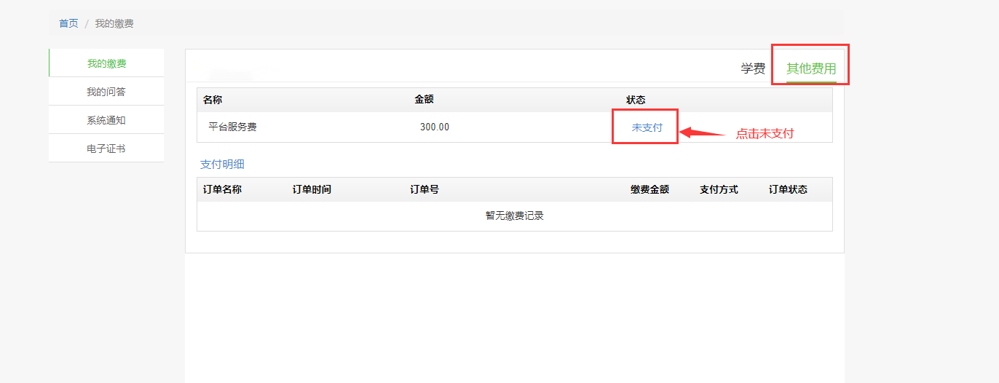 首页 / 我的缴费
我的缴费
我的问答
系统通知
电子证书
学费 其他费用
名称 金额 状态
平台服务费 300.00 未支付
点击未支付
支付明细
订单名称 订单时间 订单号 缴费金额 支付方式 订单状态
暂无缴费记录